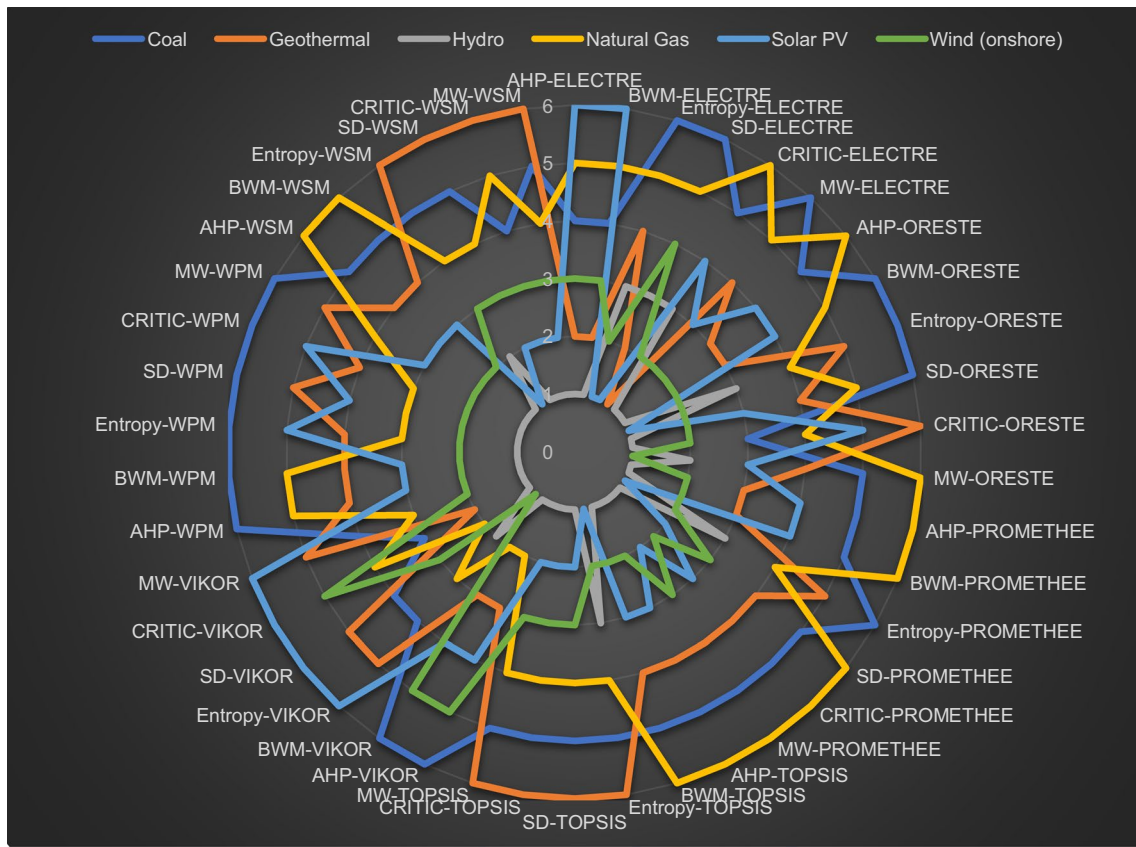 Coal Geothermal Hydro Natural Gas Solar PV Wind (onshore)
AHP-ELECTRE
BWM-ELECTRE
Entropy-ELECTRE
SD-ELECTRE
CRITIC-ELECTRE
MW-ELECTRE
AHP-ORESTE
BWM-ORESTE
Entropy-ORESTE
SD-ORESTE
CRITIC-ORESTE
MW-ORESTE
AHP-PROMETHEE
BWM-PROMETHEE
Entropy-PROMETHEE
SD-PROMETHEE
CRITIC-PROMETHEE
MW-PROMETHEE
AHP-TOPSIS
BWM-TOPSIS
Entropy-TOPSIS
SD-TOPSIS
CRITIC-TOPSIS
MW-TOPSIS
AHP-VIKOR
BWM-VIKOR
Entropy-VIKOR
SD-VIKOR
CRITIC-VIKOR
MW-VIKOR
AHP-WPM
BWM-WPM
Entropy-WPM
SD-WPM
CRITIC-WPM
MW-WPM
AHP-WSM
BWM-WSM
Entropy-WSM
SD-WSM
CRITIC-WSM
MW-WSM
6
5
4
3
2
1
0